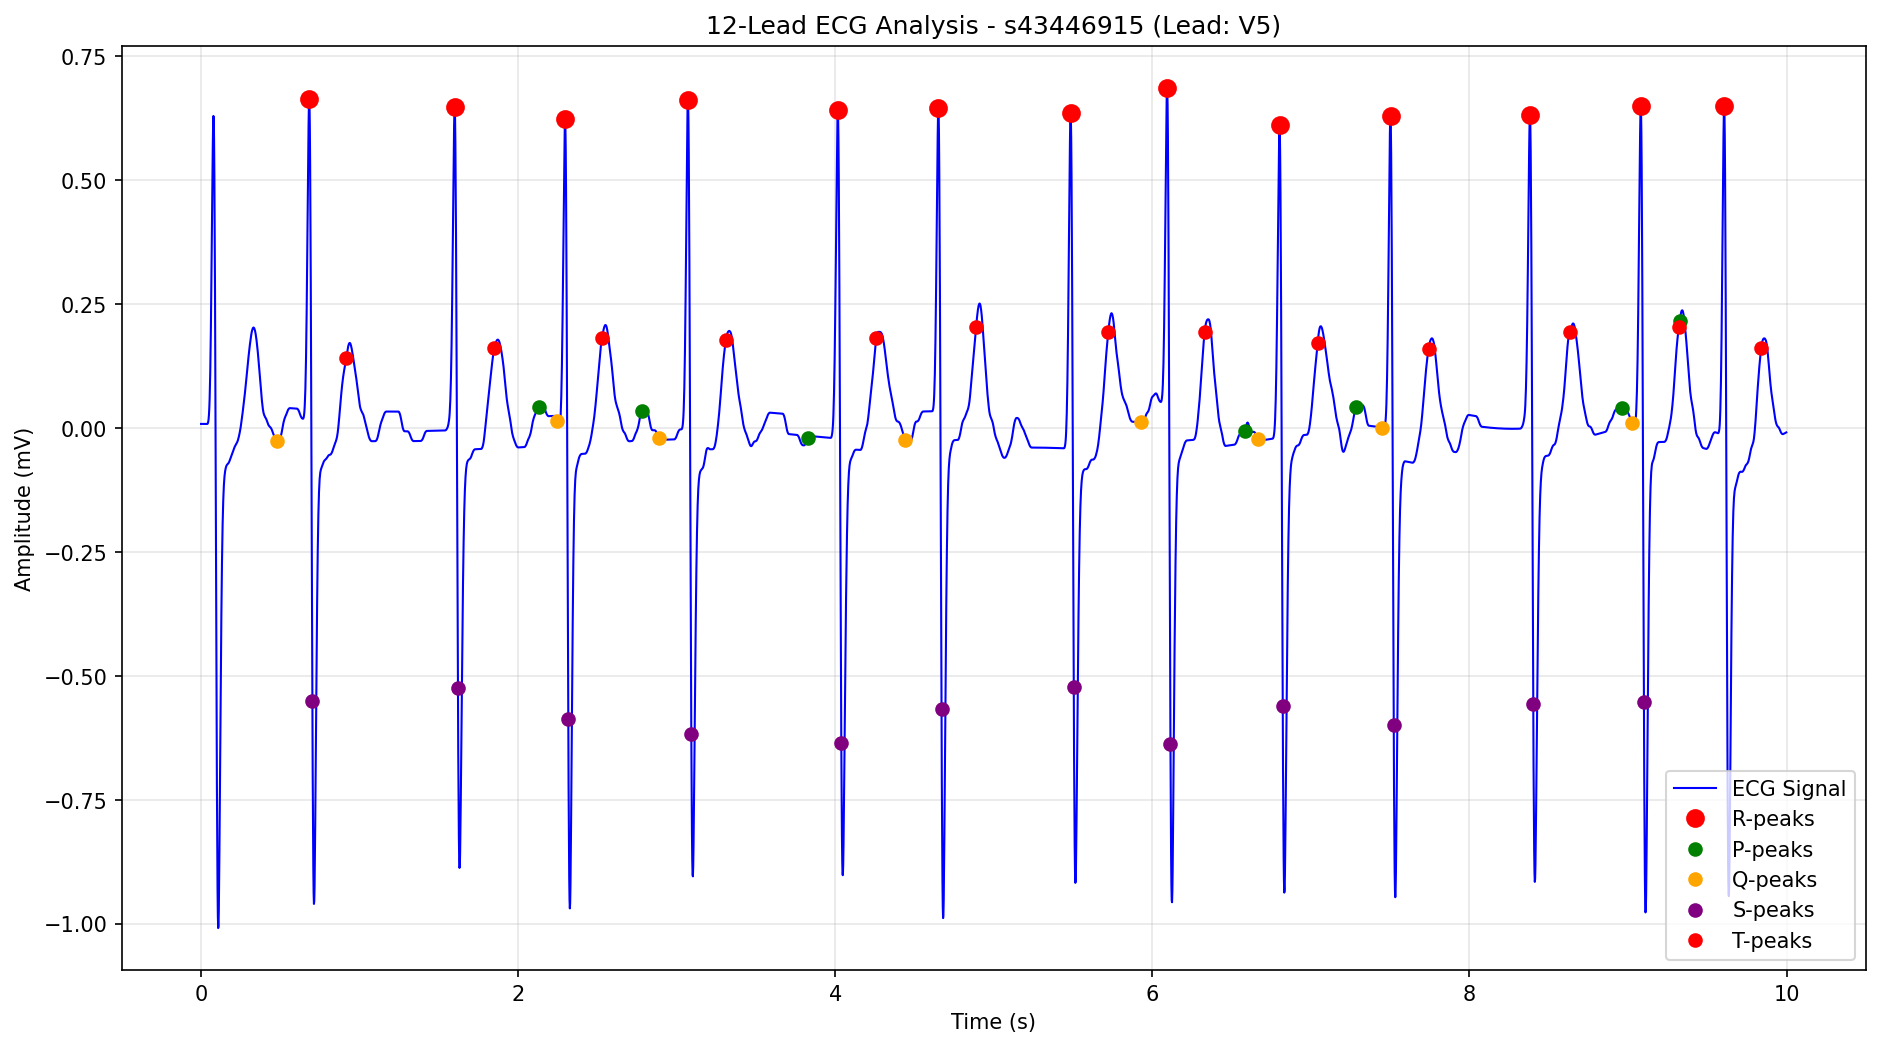 12-Lead ECG Analysis - s43446915 (Lead: V5)
0.75
0.50
0.25
0.00
−0.25
−0.50
−0.75
−1.00
Amplitude (mV)
0 2 4 6 8 10
Time (s)
ECG Signal
R-peaks
P-peaks
Q-peaks
S-peaks
T-peaks